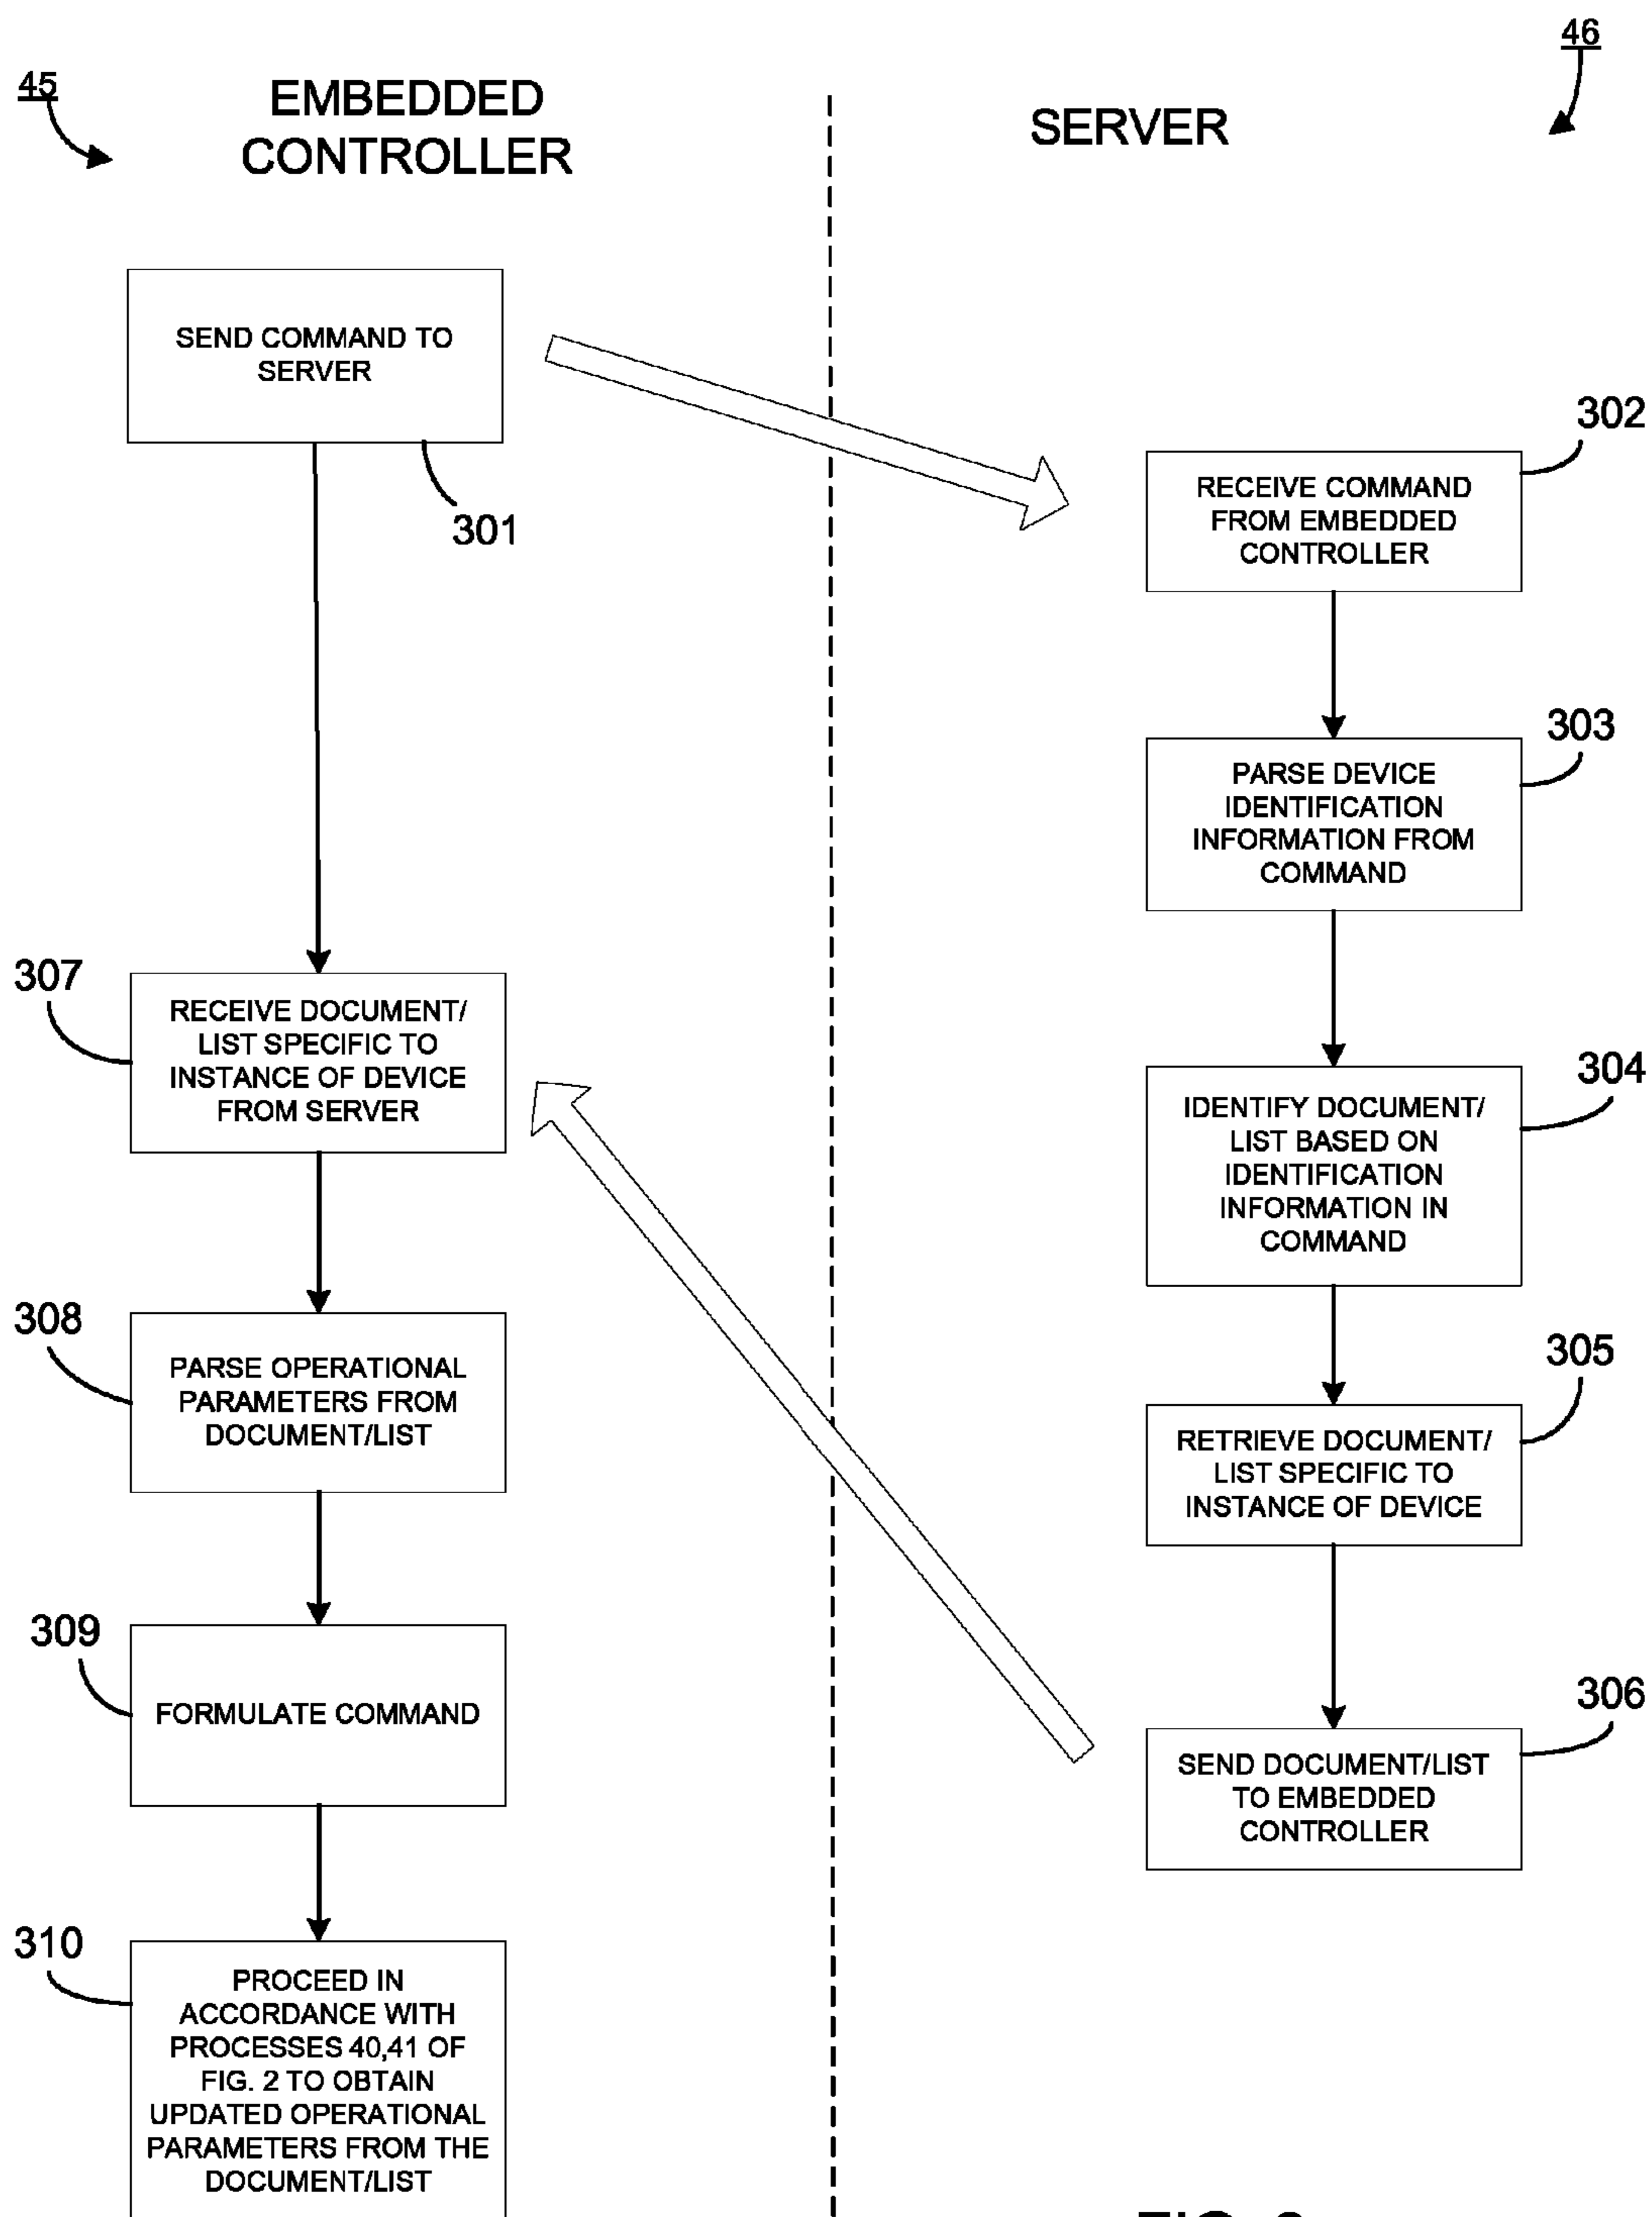 45
EMBEDDED
CONTROLLER
SERVER
46
SEND COMMAND TO
SERVER
301
302
RECEIVE COMMAND
FROM EMBEDDED
CONTROLLER
303
PARSE DEVICE
IDENTIFICATION
INFORMATION FROM
COMMAND
304
IDENTIFY DOCUMENT/
LIST BASED ON
IDENTIFICATION
INFORMATION IN
COMMAND
305
RETRIEVE DOCUMENT/
LIST SPECIFIC TO
INSTANCE OF DEVICE
306
SEND DOCUMENT/LIST
TO EMBEDDED
CONTROLLER
307
RECEIVE DOCUMENT/
LIST SPECIFIC TO
INSTANCE OF DEVICE
FROM SERVER
308
PARSE OPERATIONAL
PARAMETERS FROM
DOCUMENT/LIST
309
FORMULATE COMMAND
310
PROCEED IN
ACCORDANCE WITH
PROCESSES 40,41 OF
FIG. 2 TO OBTAIN
UPDATED OPERATIONAL
PARAMETERS FROM THE
DOCUMENT/LIST